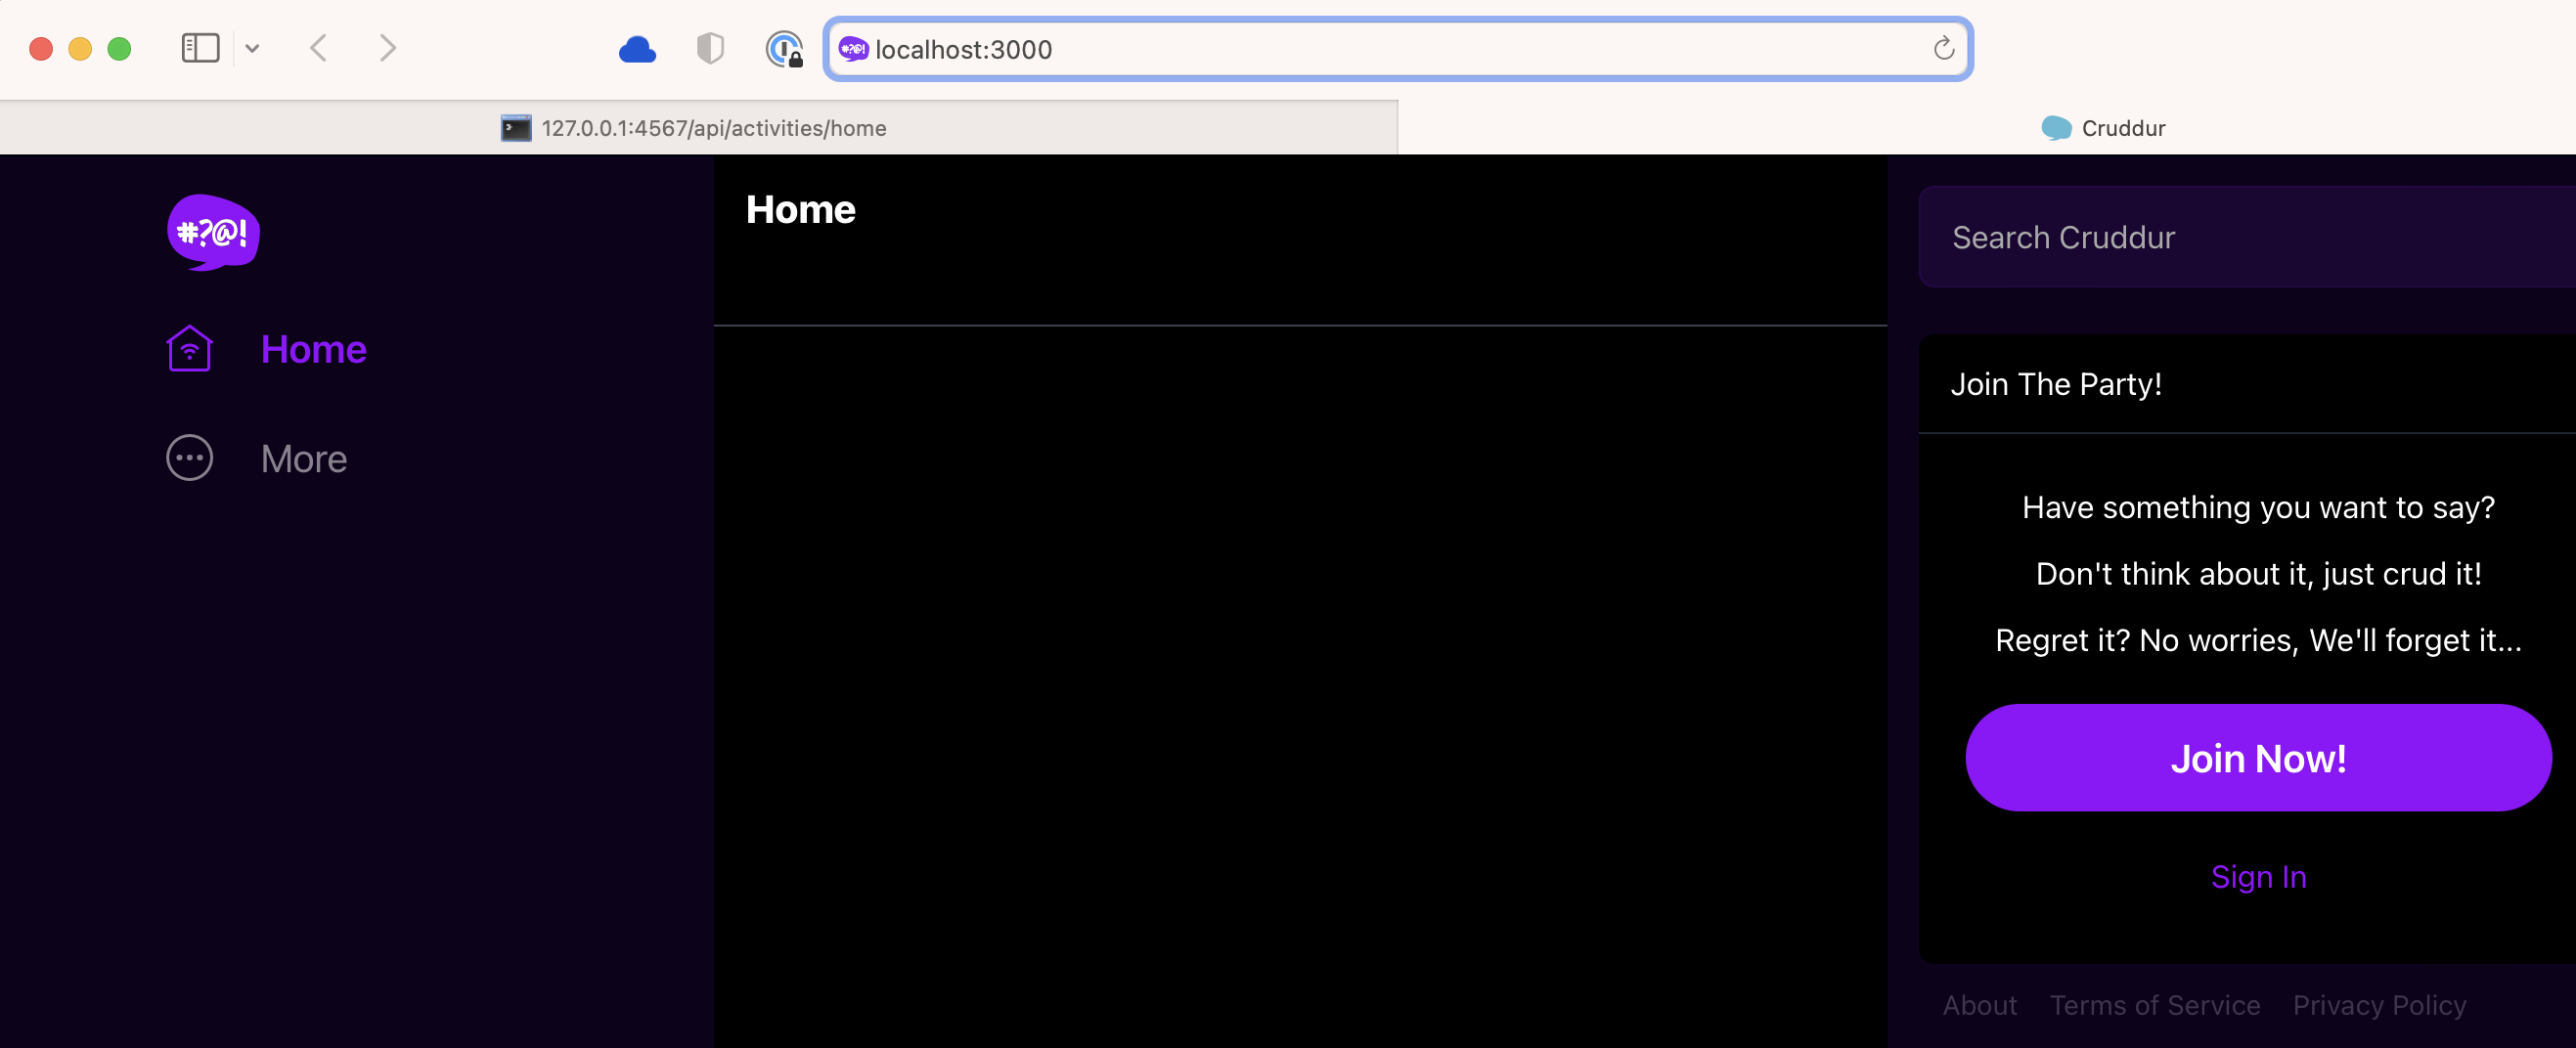 localhost:3000
127.0.0.1:4567/api/activities/home
Cruddur
#?@!
Home
More
Home
Search Cruddur
Join The Party!
Have something you want to say?
Don't think about it, just crud it!
Regret it? No worries, We'll forget it...
Join Now!
Sign In
About Terms of Service Privacy Policy